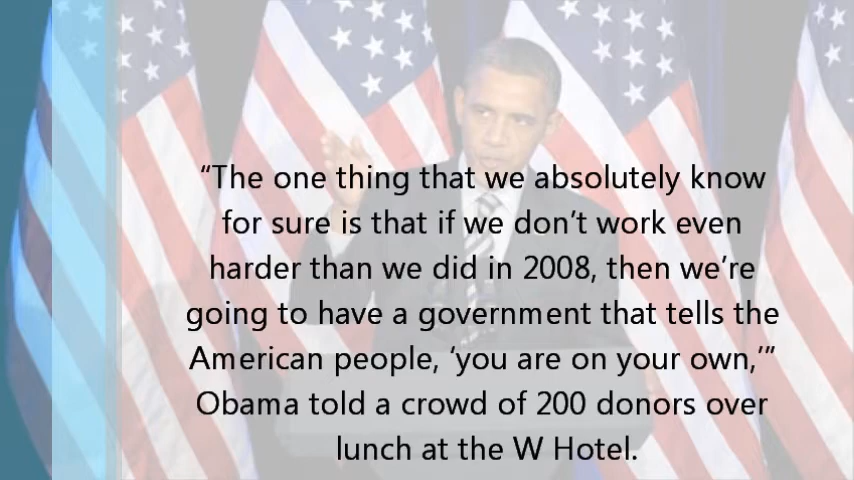 “The one thing that we absolutely know
for sure is that if we don’t work even
harder than we did in 2008, then we’re
going to have a government that tells the
American people, ‘you are on your own,’”
Obama told a crowd of 200 donors over
lunch at the W Hotel.